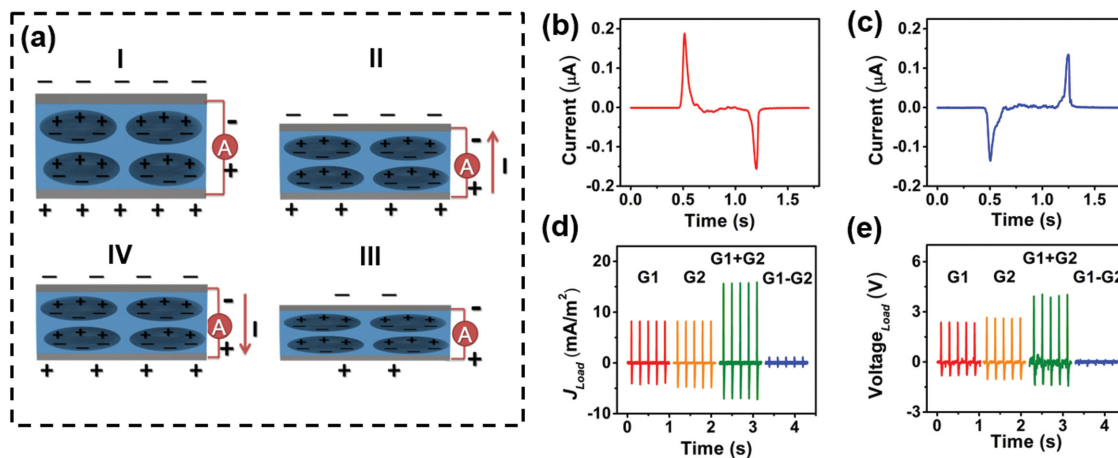 (a)
I
II
− − − − −
− − − −
+ + + + + +
− − − −
+ + + + + +
− − − −
A
-
+
I
+ + + + +
+ + + +
IV
III
− − − −
− −
A
-
+
I
+ + + +
+ +
(b)
0.2
0.1
0.0
-0.1
-0.2
Current (μA)
0.0 0.5 1.0 1.5
Time (s)
(c)
0.2
0.1
0.0
-0.1
-0.2
Current (μA)
0.0 0.5 1.0 1.5
Time (s)
(d)
G1+G2
G1 G2 G1-G2
20
10
0
-10
J Load (mA/m²)
0 1 2 3 4
Time (s)
(e)
G1+G2
G1 G2 G1-G2
6
3
0
-3
Voltage Load (V)
0 1 2 3 4
Time (s)